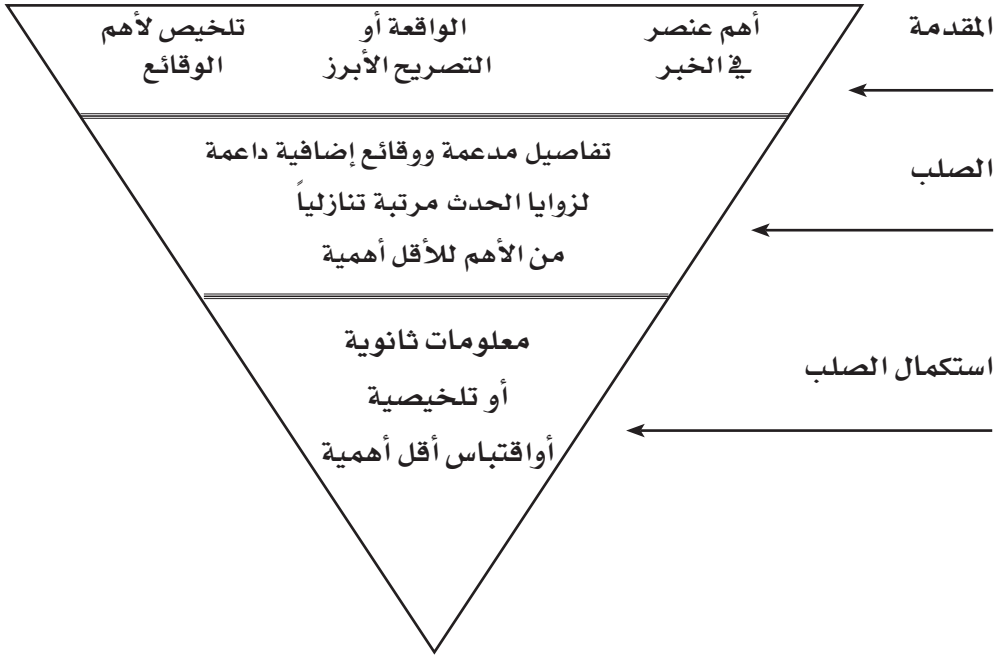 المقدمة
أهم عنصر
في الخبر
الواقعة أو
التصريح الأبرز
تلخيص لأهم
الوقائع
الصلب
تفاصيل مدعمة ووقائع إضافية داعمة
لزوايا الحدث مرتبة تنازلياً
من الأهم للأقل أهمية
استكمال الصلب
معلومات ثانوية
أو تلخيصية
أواقتباس أقل أهمية